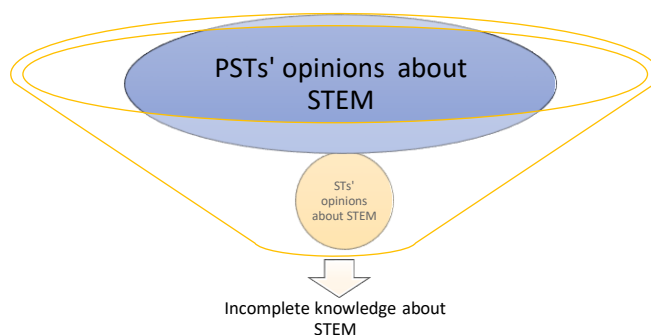 PSTs' opinions about
STEM
STs'
opinions
about STEM
Incomplete knowledge about
STEM